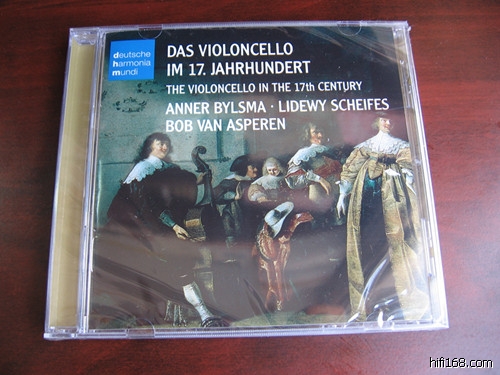 deutsche
harmonia
mundi
DAS VIOLONCELLO
IM 17. JAHRHUNDERT
THE VIOLONCELLO IN THE 17th CENTURY
ANNER BYLSMA · LIDEWY SCHEIFES
BOB VAN ASPEREN
hifi168.com